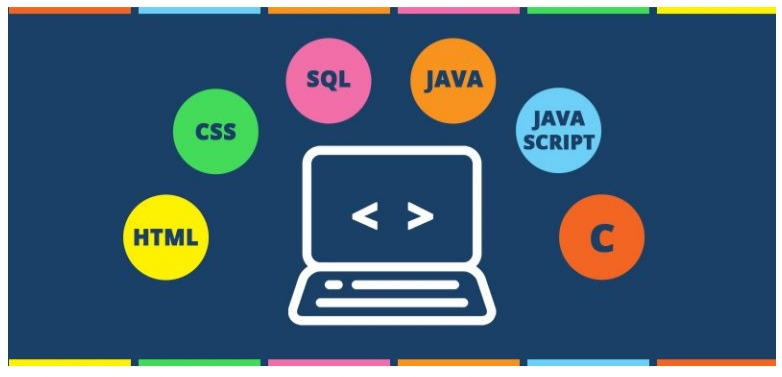 HTML
CSS
SQL
JAVA
JAVA
SCRIPT
C
< >